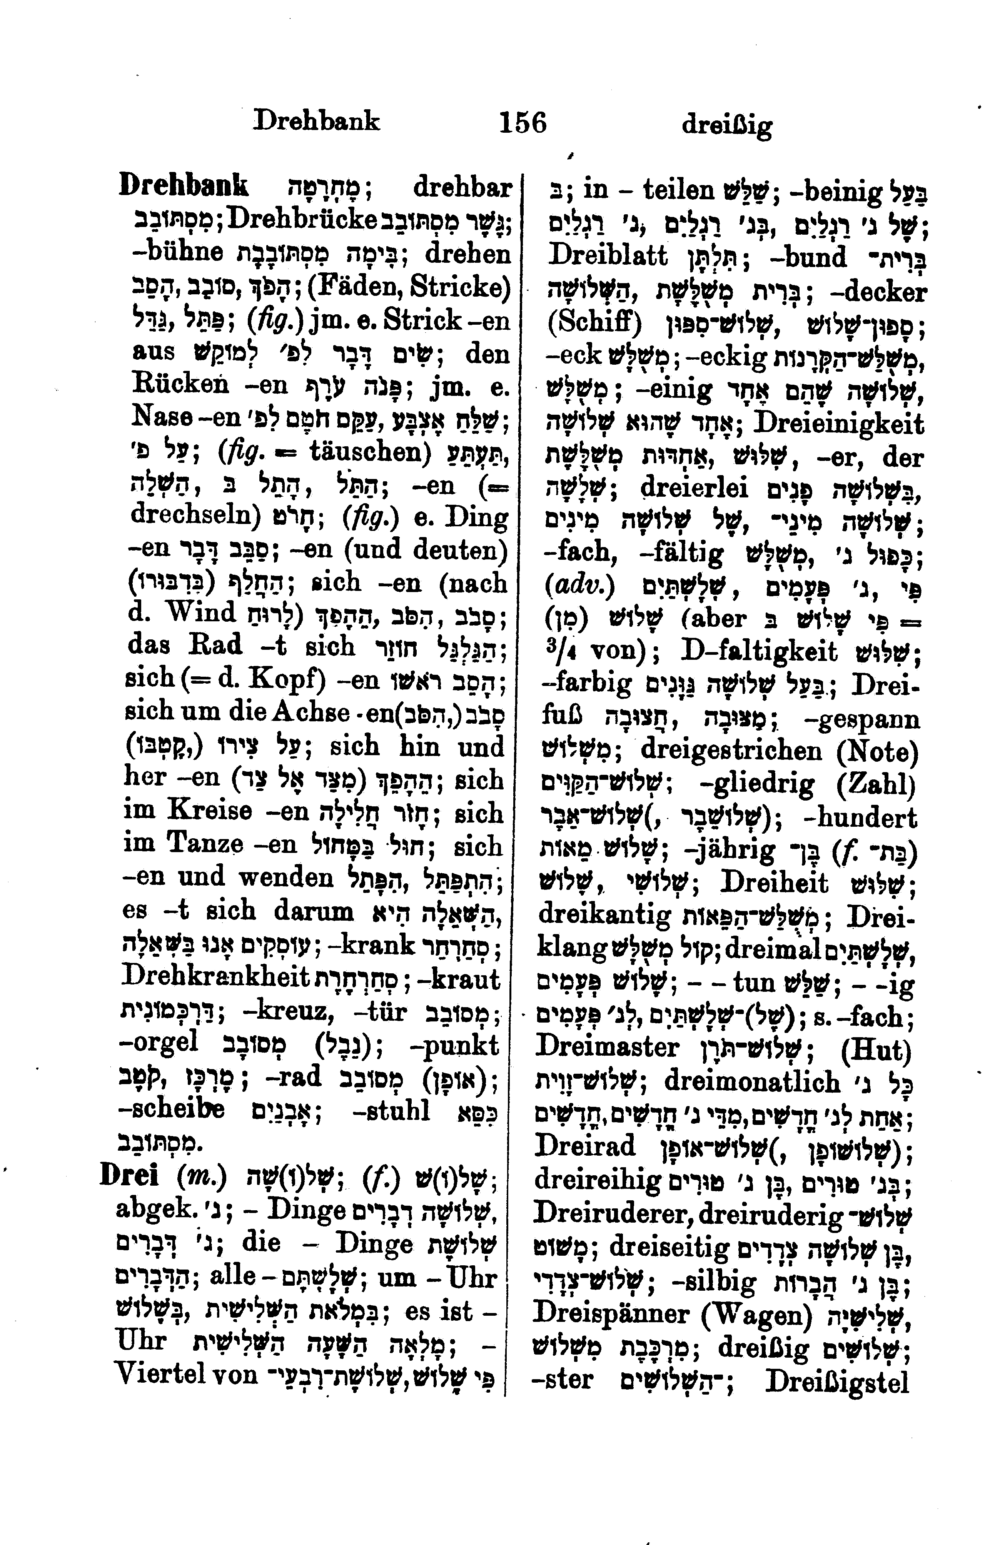 Drehbank 156 dreißig
Drehbank מַחֲרֵטָה; drehbar
מִסְתּוֹבֵב; Drehbrücke גֶּשֶׁר מִסְתּוֹבֵב;
–bühne בִּימָה מִסְתּוֹבֶבֶת; drehen
הָפֹךְ, סוֹבֵב, הָסֵב; (Fäden, Stricke)
פַּתֵּל, גַּדֵּל; (fig.) jm. e. Strick –en
aus שִׂים דָּבָר לְפ׳ לְמוֹקֵשׁ; den
Rücken –en פָּנֹה עֹרֶף; jm. e.
Nase –en שַׁלֵּחַ אֶצְבַּע, עַקֵּם חֹטֶם לְפ׳;
עַל פ׳; (fig. = täuschen) תַּעְתֵּעַ,
הַתֵּל, הָתֵל בּ, הַשְׁלֵה; –en (=
drechseln) חָרֹט; (fig.) e. Ding
–en סַבֵּב דָּבָר; –en (und deuten)
הַחֲלֵף (בְּדִבּוּרוֹ); sich –en (nach
d. Wind לָרוּחַ) סָבֹב, הִסֹּב, הֵהָפֵךְ;
das Rad –t sich הַגַּלְגַּל חוֹזֵר;
sich (= d. Kopf) –en הָסֵב רֹאשׁוֹ;
sich um die Achse –en סָבֹב (הִסֹּב,)
עַל צִירוֹ (קָטְבּוֹ,); sich hin und
her –en הֵהָפֵךְ (מִצַּד אֶל צַד); sich
im Kreise –en חָזֹר חֲלִילָה; sich
im Tanze –en חוּל בַּמָּחוֹל; sich
–en und wenden הִתְפַּתֵּל, הִפָּתֵל;
es –t sich darum הַשְּׁאֵלָה הִיא,
עוֹסְקִים אָנוּ בַּשְּׁאֵלָה; –krank סְחַרְחַר;
Drehkrankheit סְחַרְחֹרֶת; –kraut
דַּרְכְּמוֹנִית; –kreuz, –tür מְסוֹבֵב;
–orgel (נֵבֶל) מְסוֹבָב; –punkt
מֶרְכָּז, קֹטֶב; –rad (אוֹפָן) מְסוֹבֵב;
–scheibe אָבְנַיִם; –stuhl כִּסֵּא
מִסְתּוֹבֵב.
Drei (m.) שְׁל(וֹ)שָׁה; (f.) שָׁל(וֹ)שׁ;
abgek. ג׳; – Dinge שְׁלוֹשָׁה דְבָרִים,
ג׳ דְּבָרִים; die – Dinge שְׁלוֹשֶׁת
הַדְּבָרִים; alle – שְׁלָשְׁתָּם; um – Uhr
בִּמְלֹאת הַשְּׁלִישִׁית, בְּשָׁלוֹשׁ; es ist –
Uhr מָלְאָה הַשָּׁעָה הַשְּׁלִישִׁית; –
Viertel von פִּי שָׁלוֹשׁ, שְׁלוֹשֶׁת־רִבְעֵי־
בּ; in – teilen שַׁלֵּשׁ; –beinig בַּעַל
שֶׁל ג׳ רַגְלַיִם, בְּג׳ רַגְלַיִם, ג׳ רַגְלַיִם;
Dreiblatt תִּלְתָּן; –bund בְּרִית־
בְּרִית מְשֻׁלֶּשֶׁת, הַשְּׁלוֹשָׁה; –decker
(Schiff) סְפוּן־שָׁלוֹשׁ, שְׁלוֹשׁ־סִפּוּן;
–eck מְשֻׁלָּשׁ; –eckig מְשֻׁלַּשׁ־הַקְּרָנוֹת,
מְשֻׁלָּשׁ; –einig שְׁלוֹשָׁה שֶׁהֵם אֶחָד,
אֶחָד שֶׁהוּא שְׁלוֹשָׁה; Dreieinigkeit
שִׁלּוּשׁ, אַחְדוּת מְשֻׁלֶּשֶׁת, –er, der
שְׁלֹשָׁה; dreierlei בִּשְׁלוֹשָׁה פָנִים,
שְׁלוֹשָׁה מִינֵי־, שֶׁל שְׁלוֹשָׁה מִינִים;
–fach, –fältig כָּפוּל ג׳, מְשֻׁלָּשׁ;
(adv.) פִּי ג׳, פְּעָמִים, שְׁלָשְׁתַּיִם
(מִן) פִּי שָׁלוֹשׁ בּ (aber שָׁלוֹשׁ פִּי =
3/4 von); D–faltigkeit שִׁלּוּשׁ;
–farbig בַּעַל שְׁלוֹשָׁה גְוָנִים; Drei-
fuß מַצּוּבָה, חֲצוּבָה; –gespann
מִשְׁלוֹשׁ; dreigestrichen (Note)
שְׁלוֹשׁ־הַקַּוִּים; –gliedrig (Zahl)
(שְׁלוֹשֵׁבָר, )שְׁלוֹשׁ־אֵבָר; –hundert
שְׁלוֹשׁ מֵאוֹת; –jährig בֶּן־ (f. בַּת־)
שָׁלוֹשׁ, שְׁלוֹשִׁי; Dreiheit שִׁלּוּשׁ;
dreikantig מְשֻׁלַּשׁ־הַפֵּאוֹת; Drei-
klang קוֹל מְשֻׁלָּשׁ; dreimal שְׁלָשְׁתַּיִם,
שָׁלוֹשׁ פְּעָמִים; – – tun שַׁלֵּשׁ; – –ig
(שֶׁל)־שְׁלָשְׁתַּיִם, לְג׳ פְּעָמִים; s. –fach;
Dreimaster שְׁלוֹשׁ־תֹּרֶן; (Hut)
שְׁלוֹשׁ־זָוִית; dreimonatlich כָּל ג׳
אַחַת לְג׳ חֳדָשִׁים, מִדֵּי ג׳ חֳדָשִׁים, חֳדָשִׁים;
Dreirad (שְׁלוֹשׁוֹפָן, )שְׁלוֹשׁ־אוֹפָן;
dreireihig בְּג׳ טוּרִים, בֶּן ג׳ טוּרִים;
Dreiruderer, dreiruderig שְׁלוֹשׁ־
מָשׁוֹט; dreiseitig בֶּן שְׁלוֹשָׁה צְדָדִים,
שְׁלוֹשׁ־צְדָדִי; –silbig בֶּן ג׳ הֲבָרוֹת;
Dreispänner (Wagen) שְׁלִישִׁיָּה,
מֶרְכֶּבֶת מִשְׁלוֹשׁ; dreißig שְׁלוֹשִׁים;
–ster הַשְּׁלוֹשִׁים־; Dreißigstel